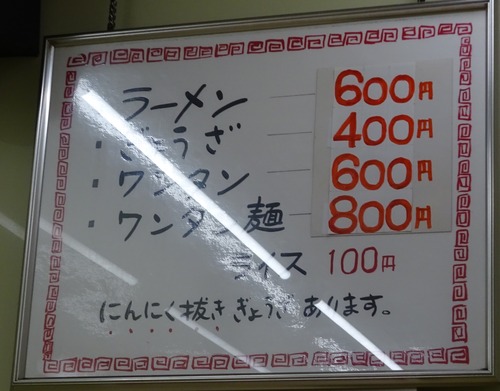 ラーメン 600円
・ぎょうざ 400円
・ワンタン 600円
・ワンタン麺 800円
ライス 100円
にんにく抜きぎょうざあります。